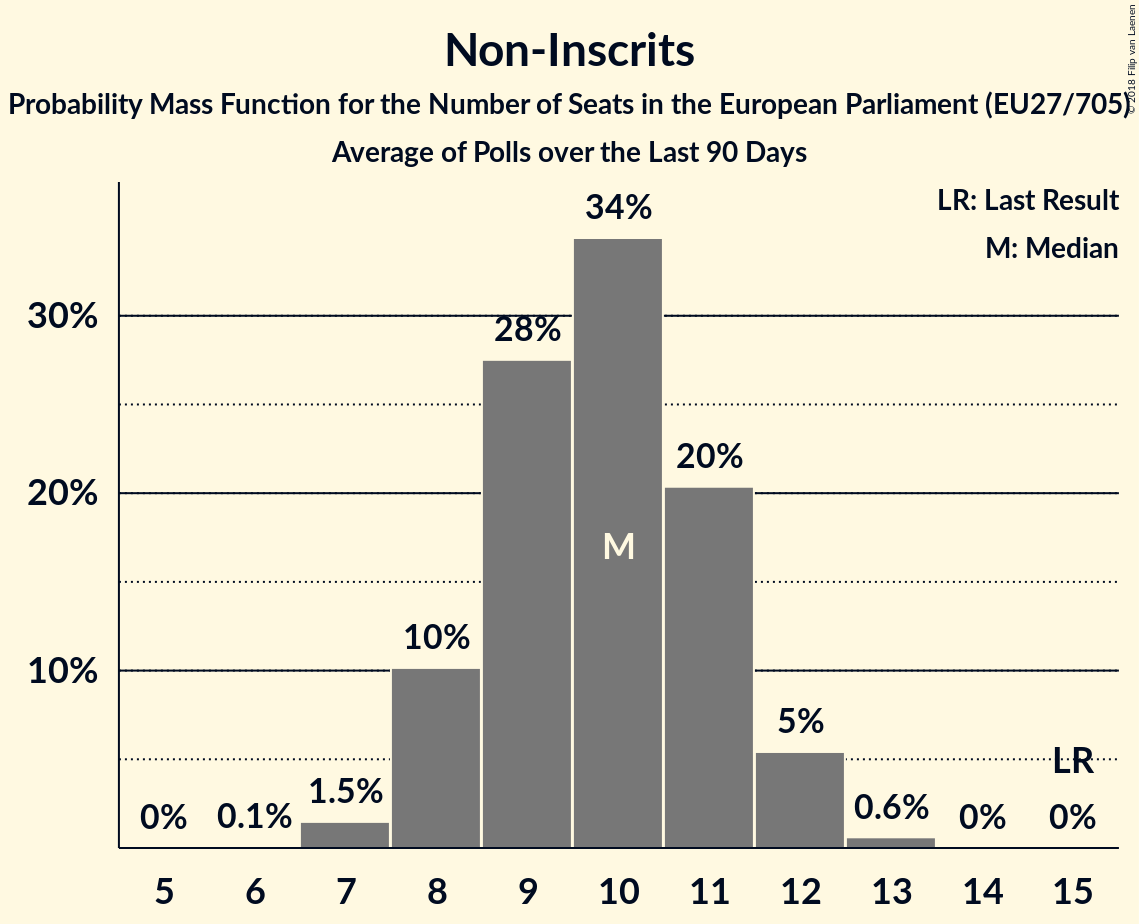 Non-Inscrits
Probability Mass Function for the Number of Seats in the European Parliament (EU27/705)
Average of Polls over the Last 90 Days
© 2018 Filip van Laenen
LR: Last Result
M: Median
34%
30%
28%
20%
20%
M
10%
10%
5%
LR
1.5%
0%
0.1%
0.6%
0%
0%
5 6 7 8 9 10 11 12 13 14 15